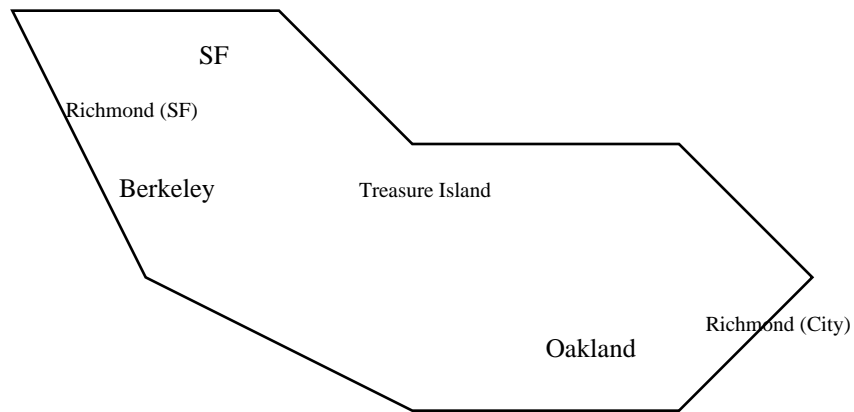 SF
Richmond (SF)
Berkeley
Treasure Island
Richmond (City)
Oakland